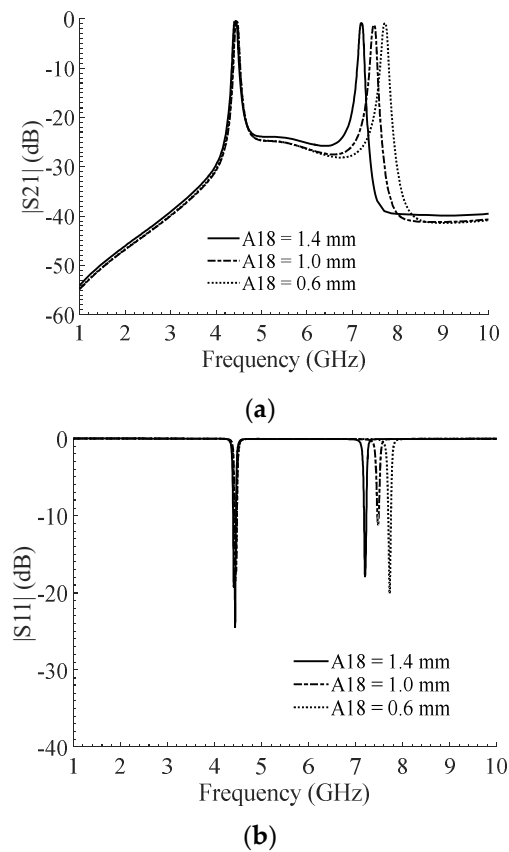 0
-10
-20
-30
-40
-50
-60
|S21| (dB)
A18 = 1.4 mm
A18 = 1.0 mm
A18 = 0.6 mm
1 2 3 4 5 6 7 8 9 10
Frequency (GHz)
(a)
0
-10
-20
-30
-40
|S11| (dB)
A18 = 1.4 mm
A18 = 1.0 mm
A18 = 0.6 mm
1 2 3 4 5 6 7 8 9 10
Frequency (GHz)
(b)